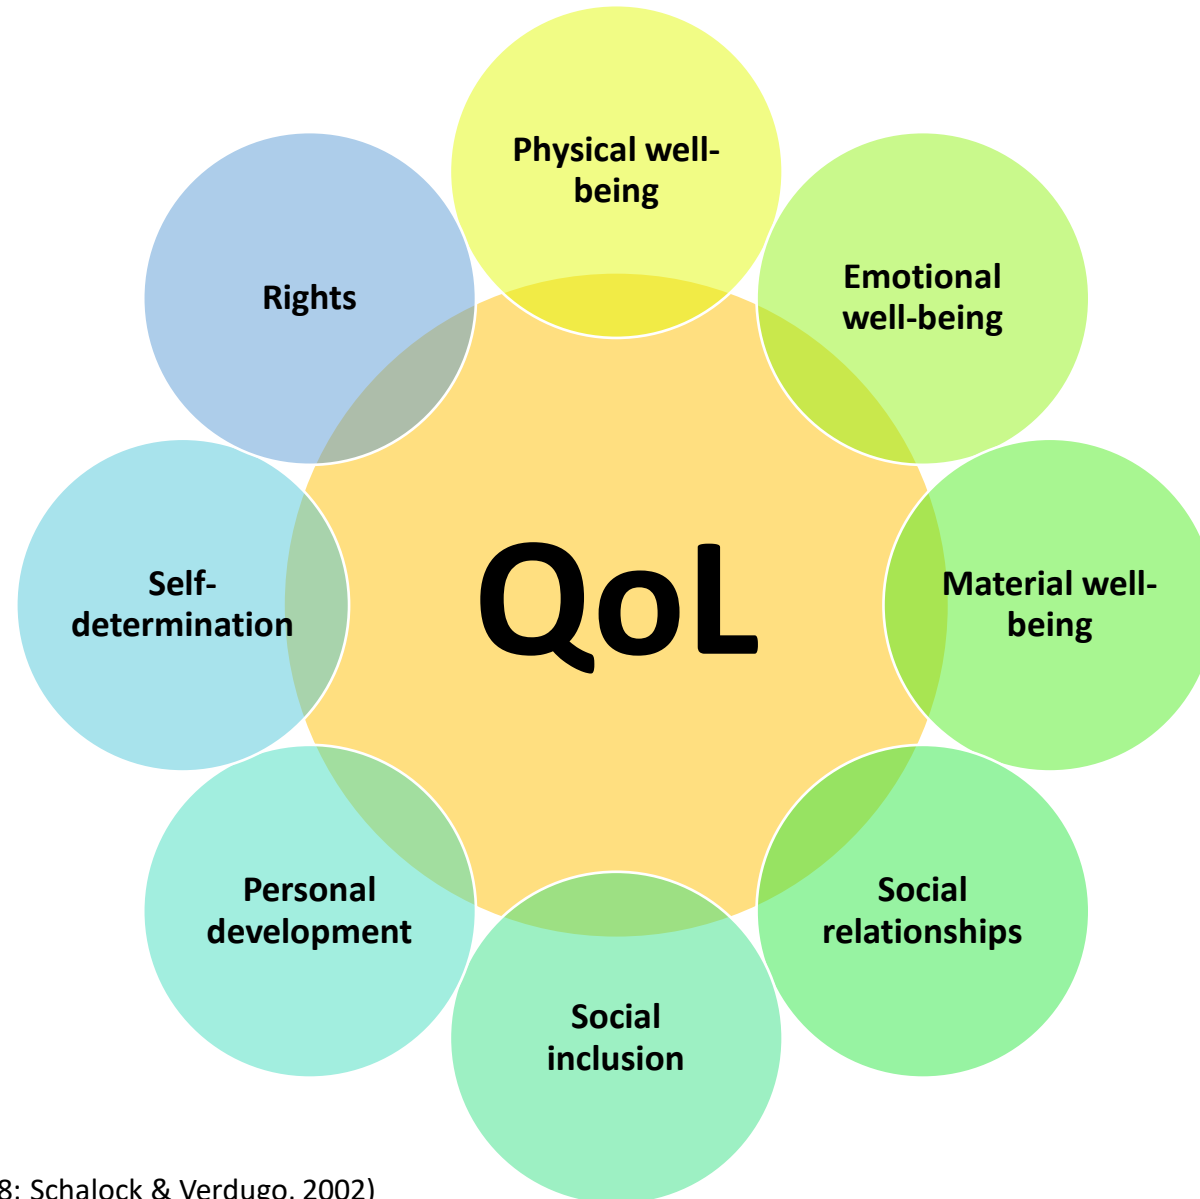 Physical well-
being
Emotional
well-being
Material well-
being
Social
relationships
Social
inclusion
Personal
development
Self-
determination
Rights
QoL
8; Schalock & Verdugo, 2002)